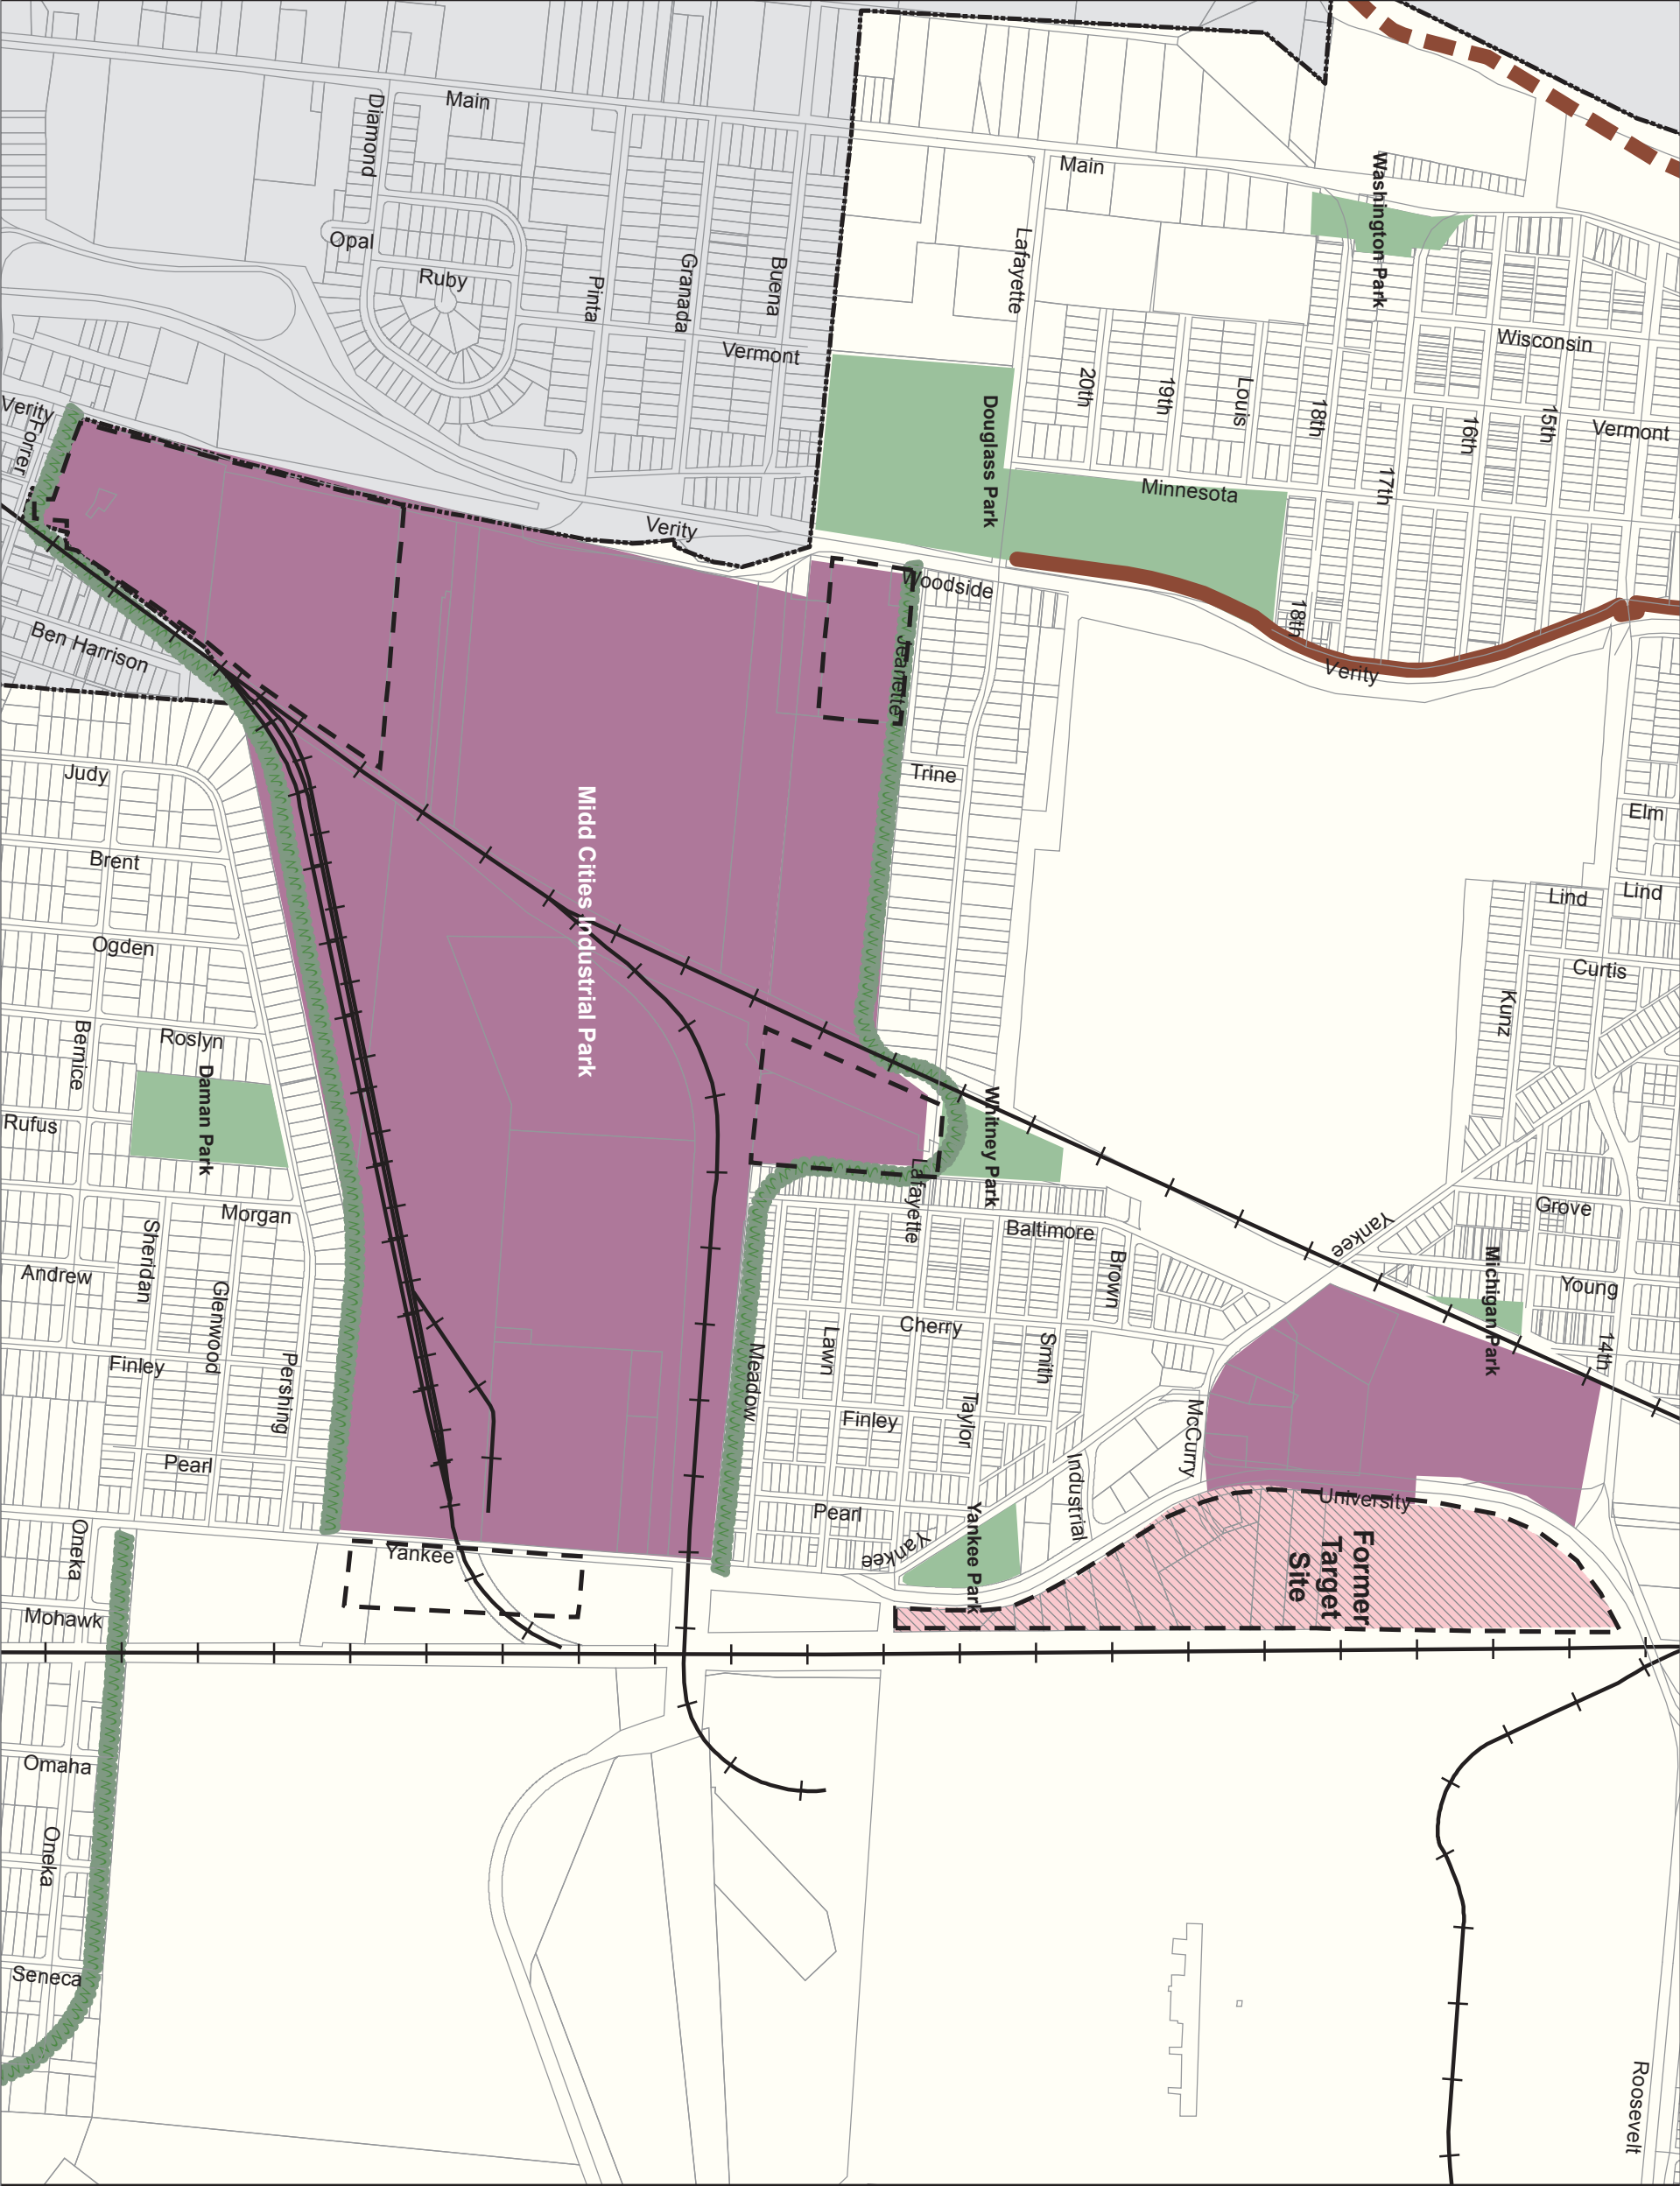 Main
Diamond
Main
Washington Park
Opal
Ruby
Pinta
Granada
Buena
Lafayette
Vermont
Wisconsin
20th
19th
Louis
18th
17th
16th
15th
Vermont
Verity
Forrer
Douglass Park
Minnesota
Verity
Woodside
18th
Ben Harrison
Jeanette
Verity
Judy
Trine
Elm
Brent
Midd Cities Industrial Park
Lind
Lind
Ogden
Curtis
Kunz
Bernice
Roslyn
Daman Park
Rufus
Whitney Park
Lafayette
Morgan
Baltimore
Yankee
Grove
Sheridan
Andrew
Glenwood
Brown
Michigan Park
Young
Finley
Pershing
Meadow
Lawn
Cherry
Smith
14th
Pearl
Finley
Taylor
McCurry
Industrial
Oneka
Yankee
Pearl
Yankee
Yankee Park
University
Former
Target
Site
Mohawk
Omaha
Oneka
Seneca
Roosevelt